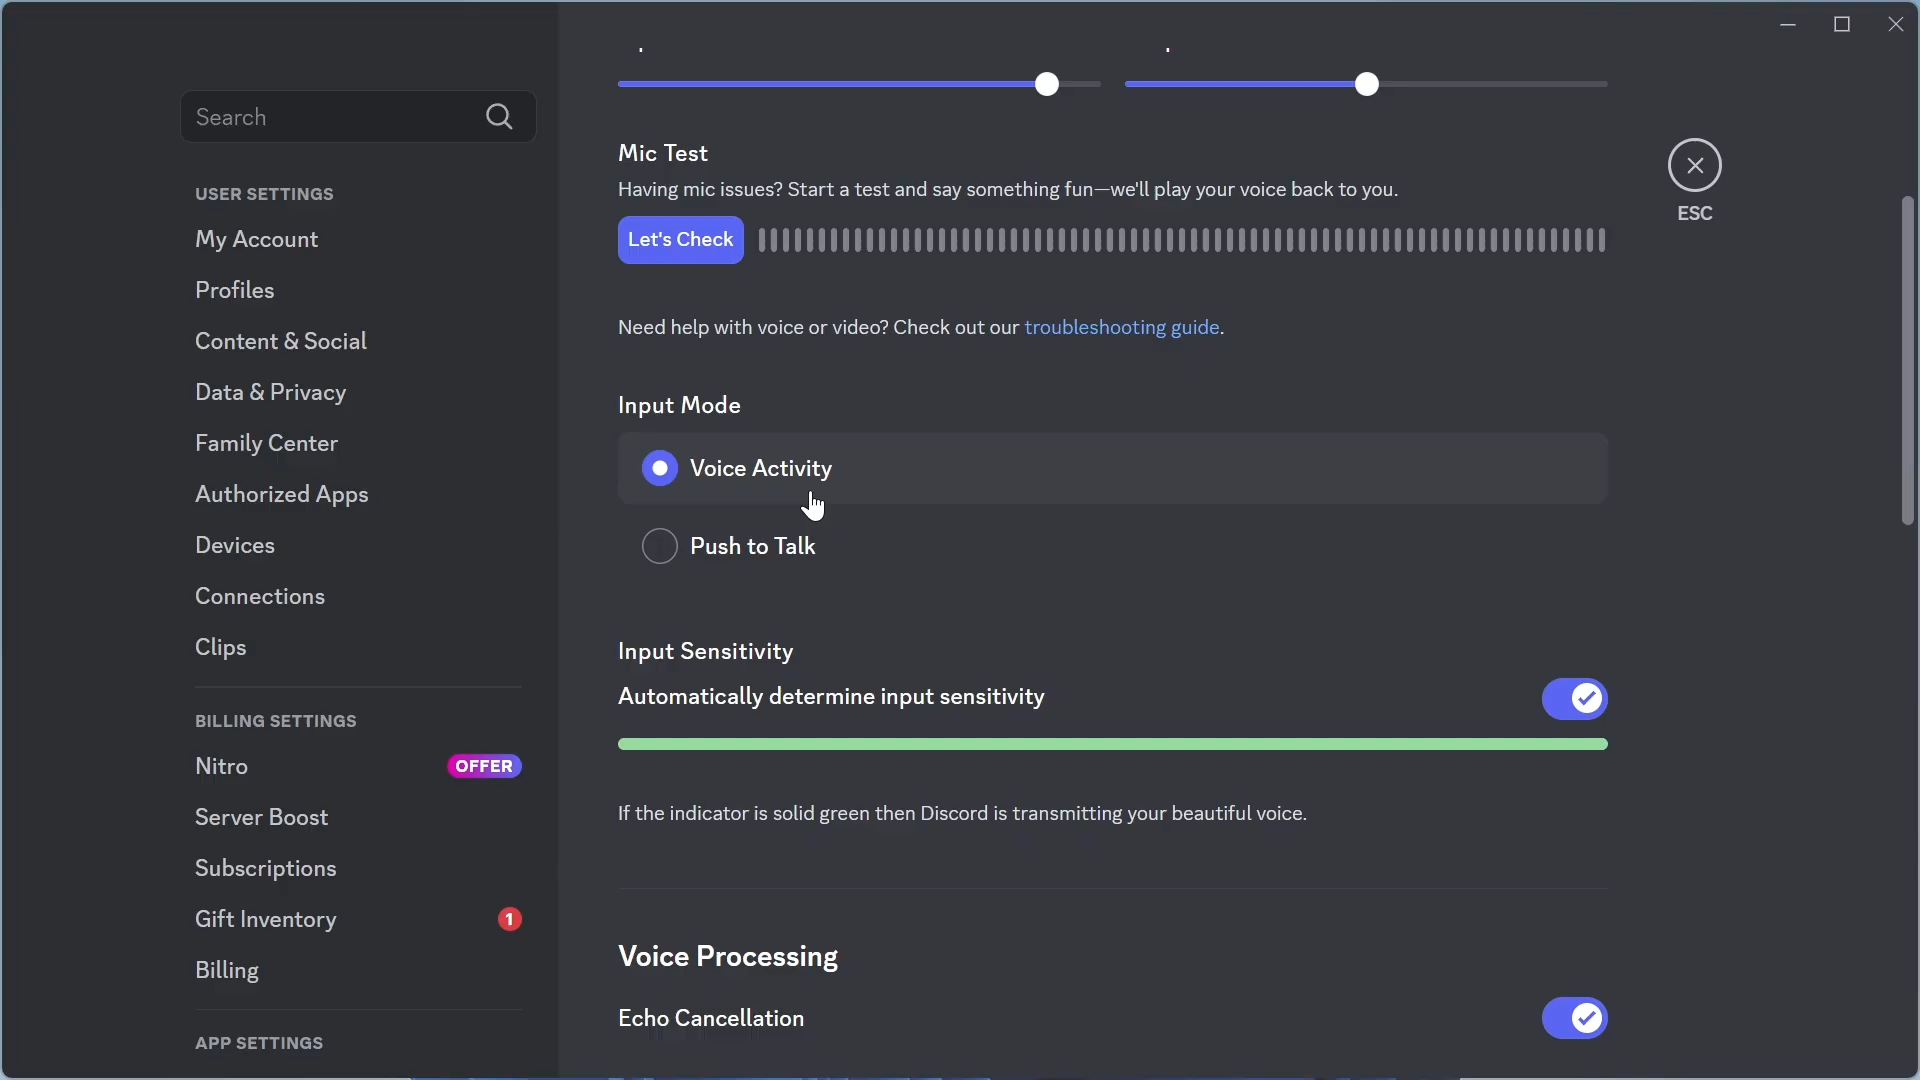 Search
USER SETTINGS
My Account
Profiles
Content & Social
Data & Privacy
Family Center
Authorized Apps
Devices
Connections
Clips
BILLING SETTINGS
Nitro OFFER
Server Boost
Subscriptions
Gift Inventory 1
Billing
APP SETTINGS
Mic Test
Having mic issues? Start a test and say something fun—we'll play your voice back to you.
Let's Check
Need help with voice or video? Check out our troubleshooting guide.
Input Mode
Voice Activity
Push to Talk
Input Sensitivity
Automatically determine input sensitivity
If the indicator is solid green then Discord is transmitting your beautiful voice.
Voice Processing
Echo Cancellation
ESC